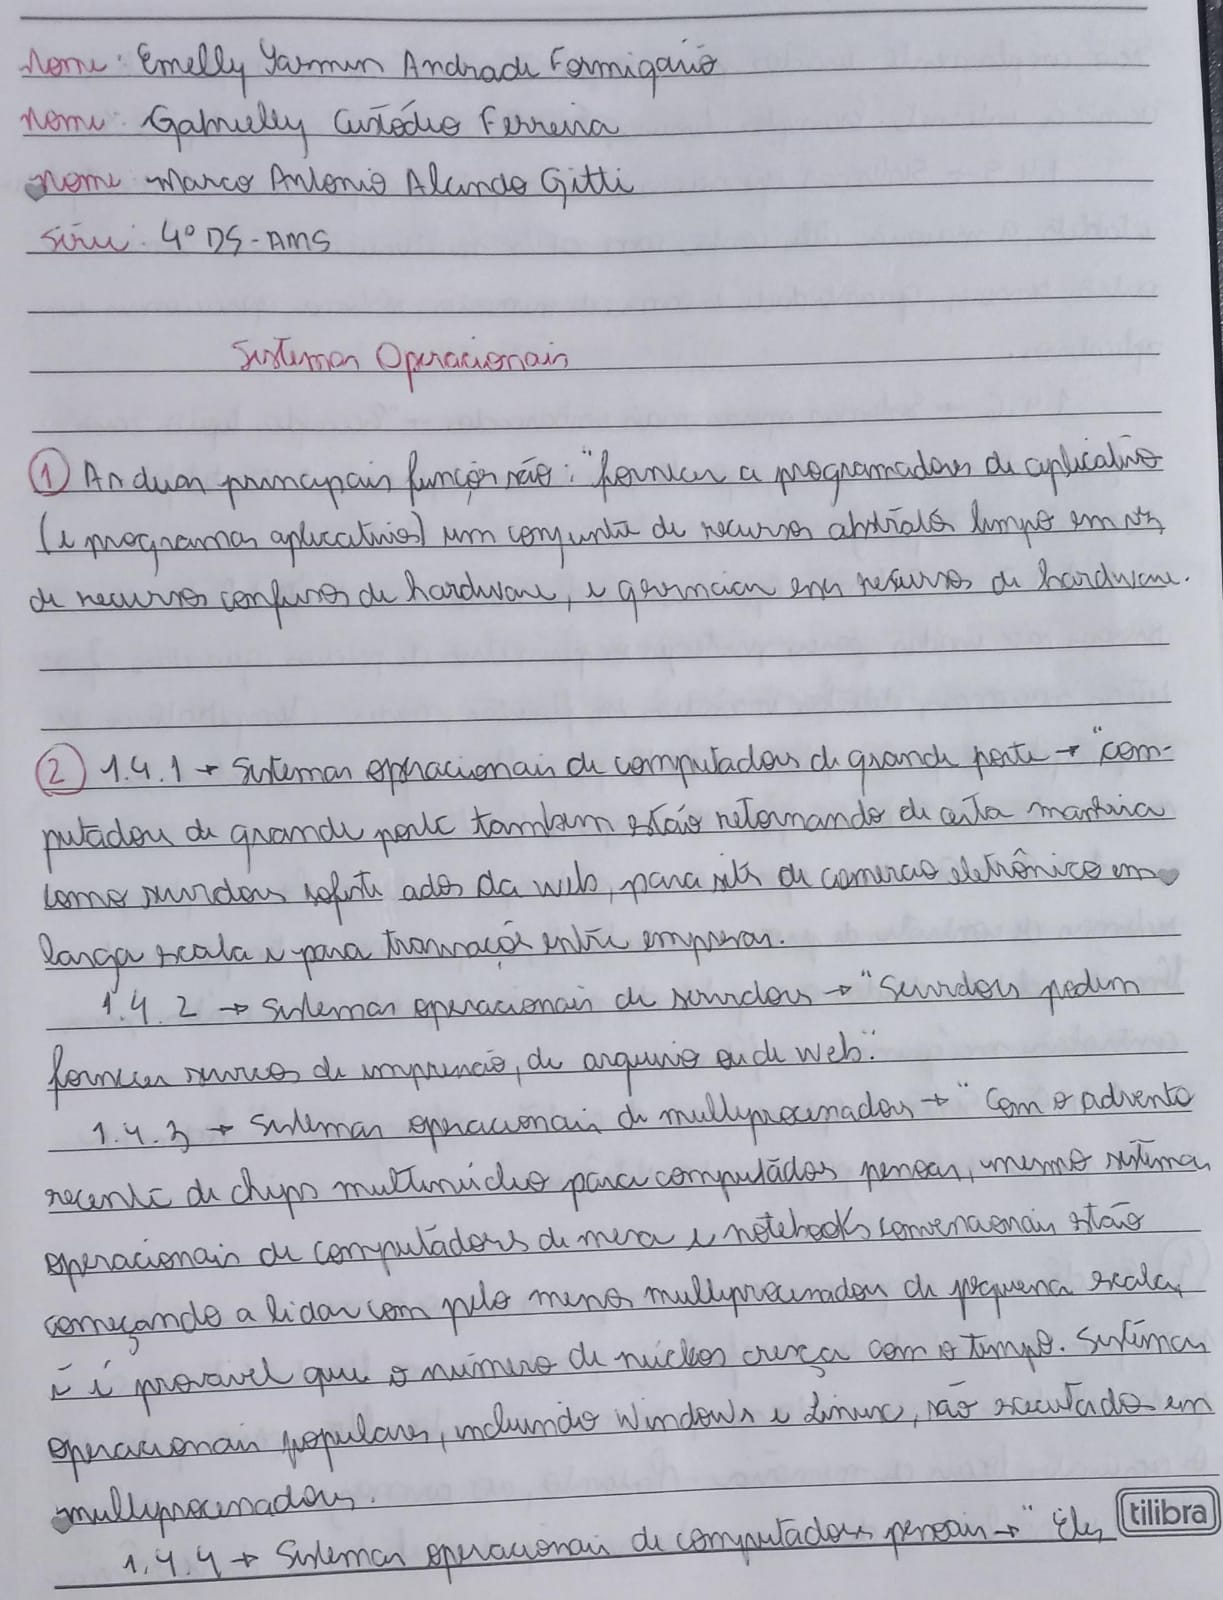 Nome: Emelly Yasmin Andrade Formigario
Nome: Gabrielly Custódio Ferreira
Nome: Marco Antonio Alcindo Gitti
Série: 4º DS-AMS
Sistemas Operacionais
① As duas principais funções são: "fornecer a programadores de aplicativo
(e programas aplicativos) um conjunto de recursos abstratos limpo em vez
de recursos confusos de hardware, e gerenciar esses recursos de hardware.
② 1.4.1 → Sistemas operacionais de computadores de grande porte → "com-
putadores de grande porte também estão retornando de certa maneira
como servidores sofisticados da web, para sites de comercio eletrônico em
larga escala e para transações entre empresas.
1.4.2 → Sistemas operacionais de servidores → "Servidores podem
fornecer serviços de impressão, de arquivo ou de web."
1.4.3 → Sistemas operacionais de multiprocessadores → "Com o advento
recente de chips multinúcleo para computadores pessoais, mesmo sistemas
operacionais de computadores de mesa e notebooks convencionais estão
começando a lidar com pelo menos multiprocessadores de pequena escala,
e é provável que o número de núcleos cresça com o tempo. Sistemas
operacionais populares, incluindo Windows e Linux, são executados em
multiprocessadores.
1.4.4 → Sistemas operacionais de computadores pessoais → "Eles
tilibra